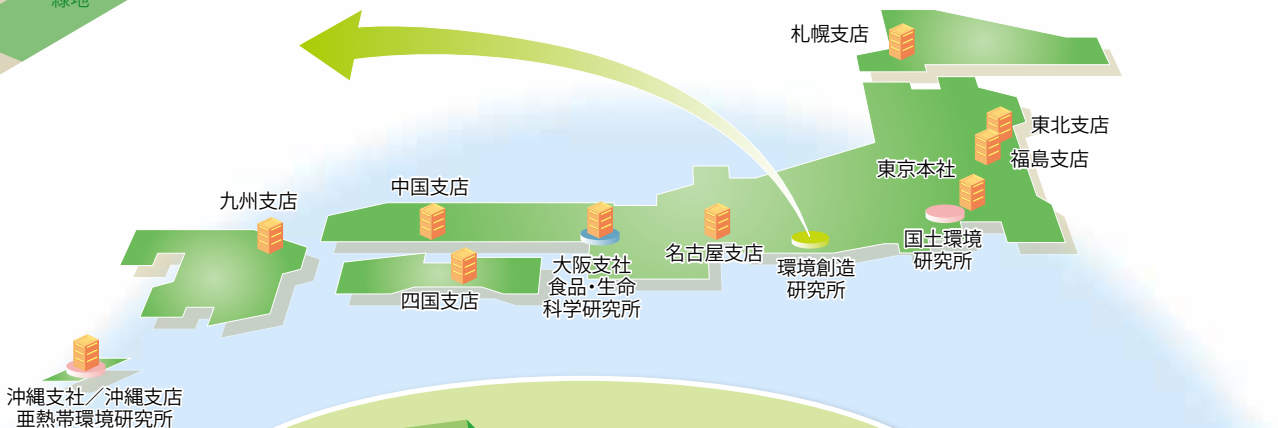 緑地
札幌支店
東北支店
福島支店
東京本社
国土環境
研究所
九州支店
中国支店
四国支店
大阪支社
食品・生命
科学研究所
名古屋支店
環境創造
研究所
沖縄支社／沖縄支店
亜熱帯環境研究所